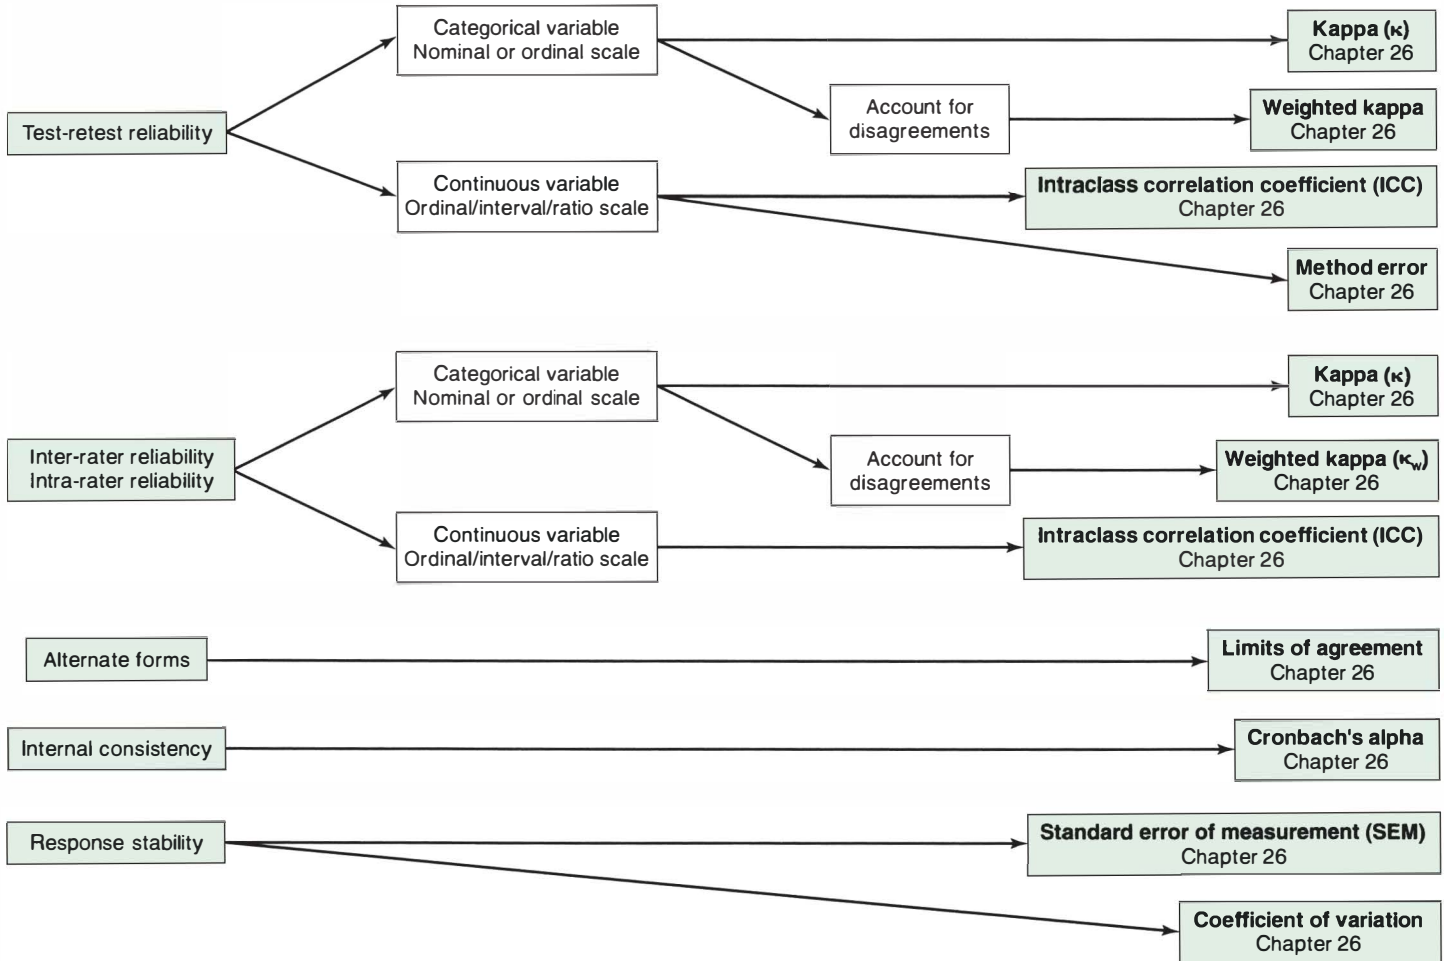 Categorical variable
Nominal or ordinal scale
Kappa (κ)
Chapter 26
Account for
disagreements
Weighted kappa
Chapter 26
Test-retest reliability
Continuous variable
Ordinal/interval/ratio scale
Intraclass correlation coefficient (ICC)
Chapter 26
Method error
Chapter 26
Categorical variable
Nominal or ordinal scale
Kappa (κ)
Chapter 26
Inter-rater reliability
Intra-rater reliability
Account for
disagreements
Weighted kappa (κw)
Chapter 26
Continuous variable
Ordinal/interval/ratio scale
Intraclass correlation coefficient (ICC)
Chapter 26
Alternate forms
Limits of agreement
Chapter 26
Internal consistency
Cronbach's alpha
Chapter 26
Response stability
Standard error of measurement (SEM)
Chapter 26
Coefficient of variation
Chapter 26